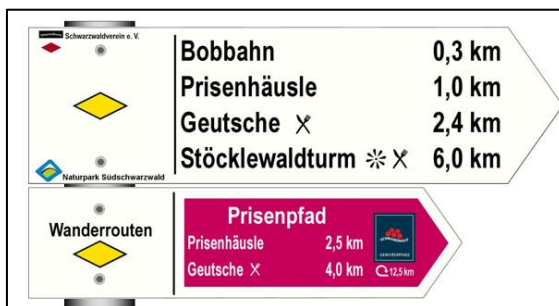 Schwarzwaldverein e. V.
Bobbahn 0,3 km
Prisenhäusle 1,0 km
Geutsche 2,4 km
Stöcklewaldturm 6,0 km
Naturpark Südschwarzwald
Wanderrouten
Prisenpfad
Prisenhäusle 2,5 km
Geutsche 4,0 km
12,5 km